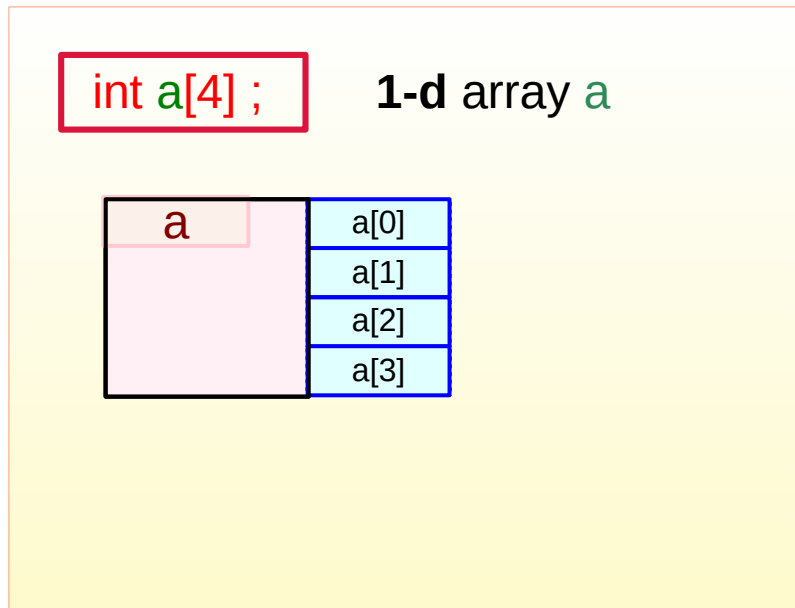 int a[4] ; 1-d array a
a a[0]
a[1]
a[2]
a[3]